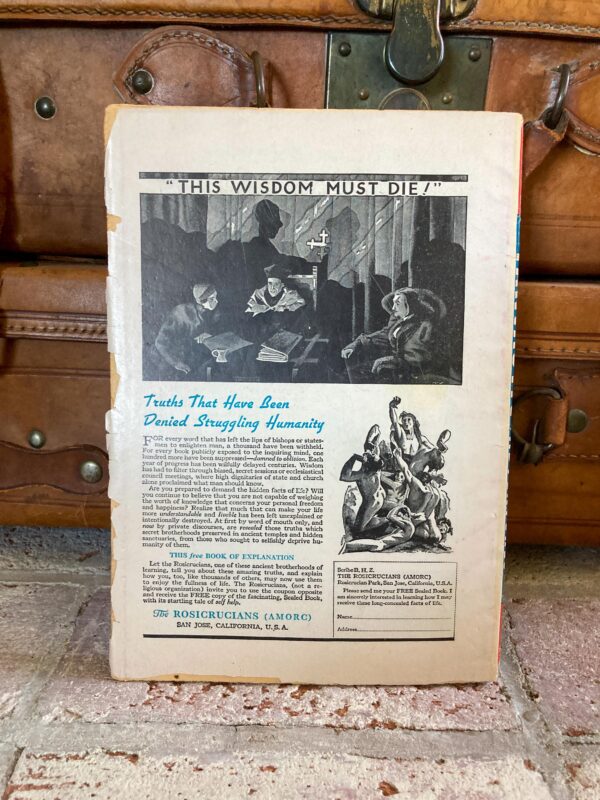 "THIS WISDOM MUST DIE!"
Truths That Have Been
Denied Struggling Humanity
FOR every word that has left the lips of bishops or states-
men to enlighten man, a thousand have been withheld.
For every book publicly exposed to the inquiring mind, one
hundred more have been suppressed—damned to oblivion. Each
year of progress has been wilfully delayed centuries. Wisdom
has had to filter through biased, secret sessions or ecclesiastical
council meetings, where high dignitaries of state and church
alone proclaimed what man should know.
Are you prepared to demand the hidden facts of life? Will
you continue to believe that you are not capable of weighing
the worth of knowledge that concerns your personal freedom
and happiness? Realize that much that can make your life
more understandable and livable has been left unexplained or
intentionally destroyed. At first by word of mouth only, and
now by private discourses, are revealed those truths which
secret brotherhoods preserved in ancient temples and hidden
sanctuaries, from those who sought to selfishly deprive hu-
manity of them.
THIS free BOOK OF EXPLANATION
Let the Rosicrucians, one of these ancient brotherhoods of
learning, tell you about these amazing truths, and explain
how you, too, like thousands of others, may now use them
to enjoy the fullness of life. The Rosicrucians, (not a re-
ligious organization) invite you to use the coupon opposite
and receive the FREE copy of the fascinating, Sealed Book,
with its startling tale of self help.
The ROSICRUCIANS (AMORC)
SAN JOSE, CALIFORNIA, U.S.A.
Scribe B. H. Z.
THE ROSICRUCIANS (AMORC)
Rosicrucian Park, San Jose, California, U.S.A.
Please send me your FREE Sealed Book. I
am sincerely interested in learning how I may
receive these long-concealed facts of life.
Name
Address